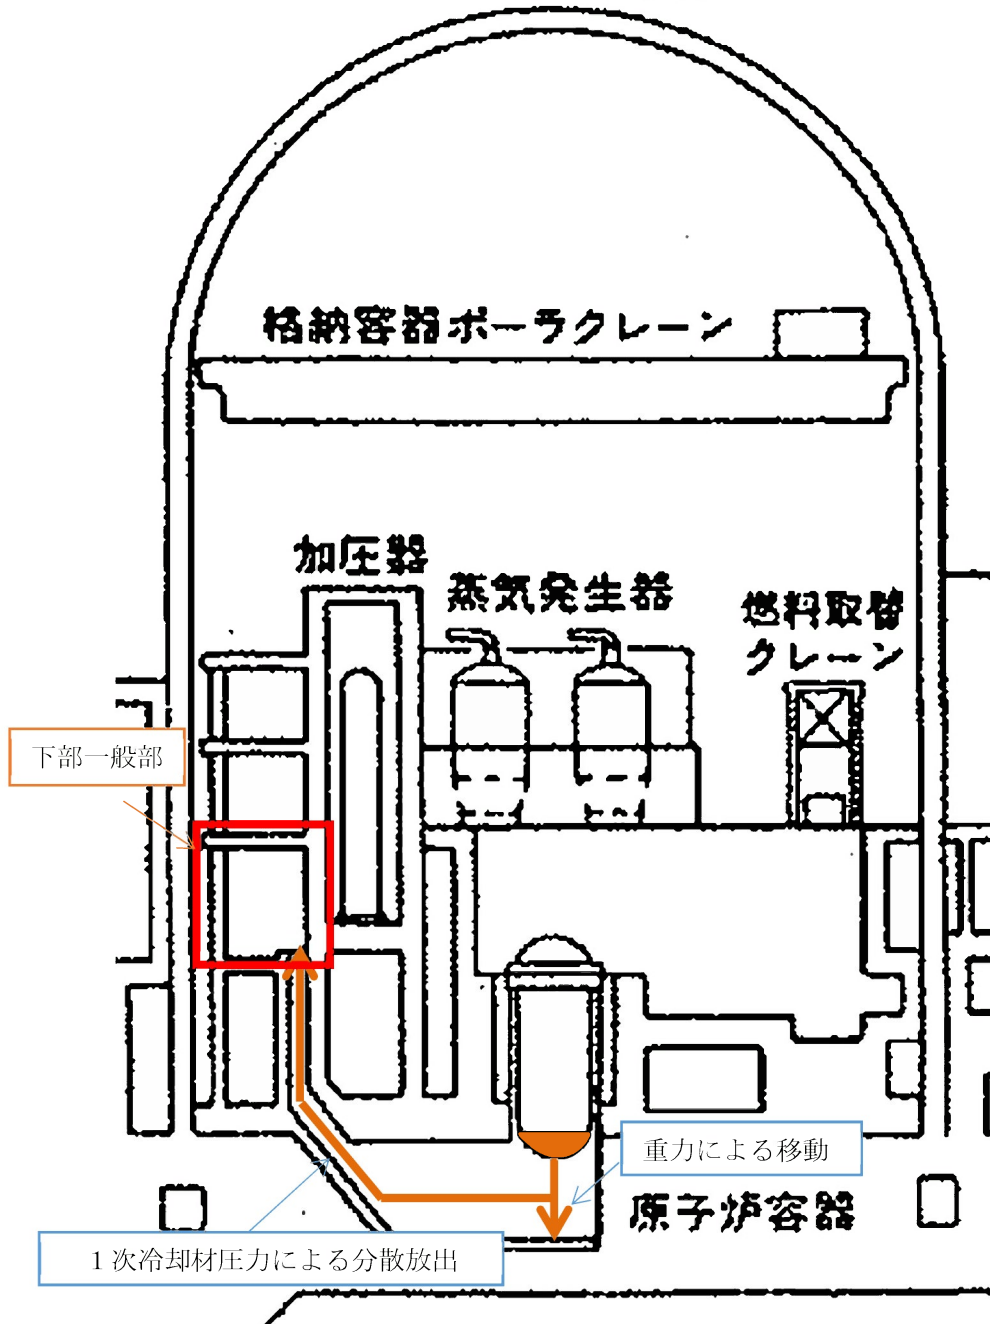 格納容器ポーラクレーン
加圧器
蒸気発生器
燃料取替
クレーン
下部一般部
重力による移動
原子炉容器
1次冷却材圧力による分散放出